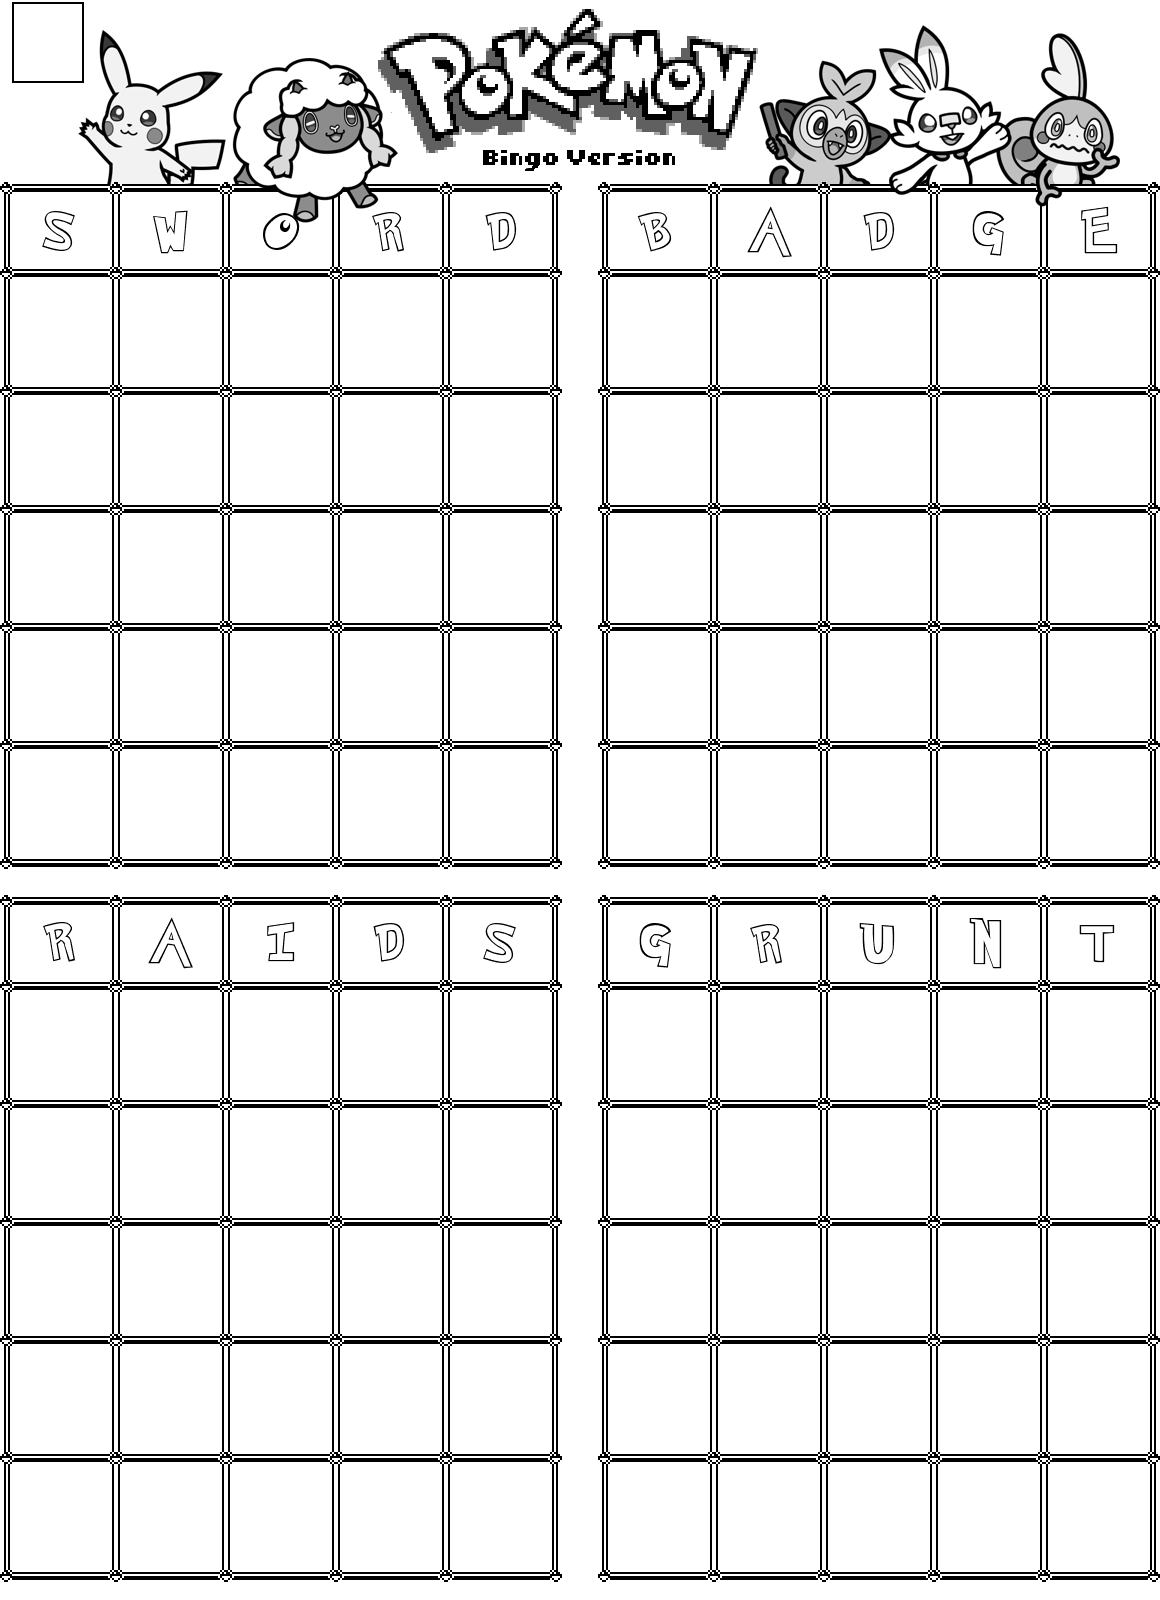 POKéMON
Bingo Version
S W O R D
B A D G E
R A I D S
G R U N T